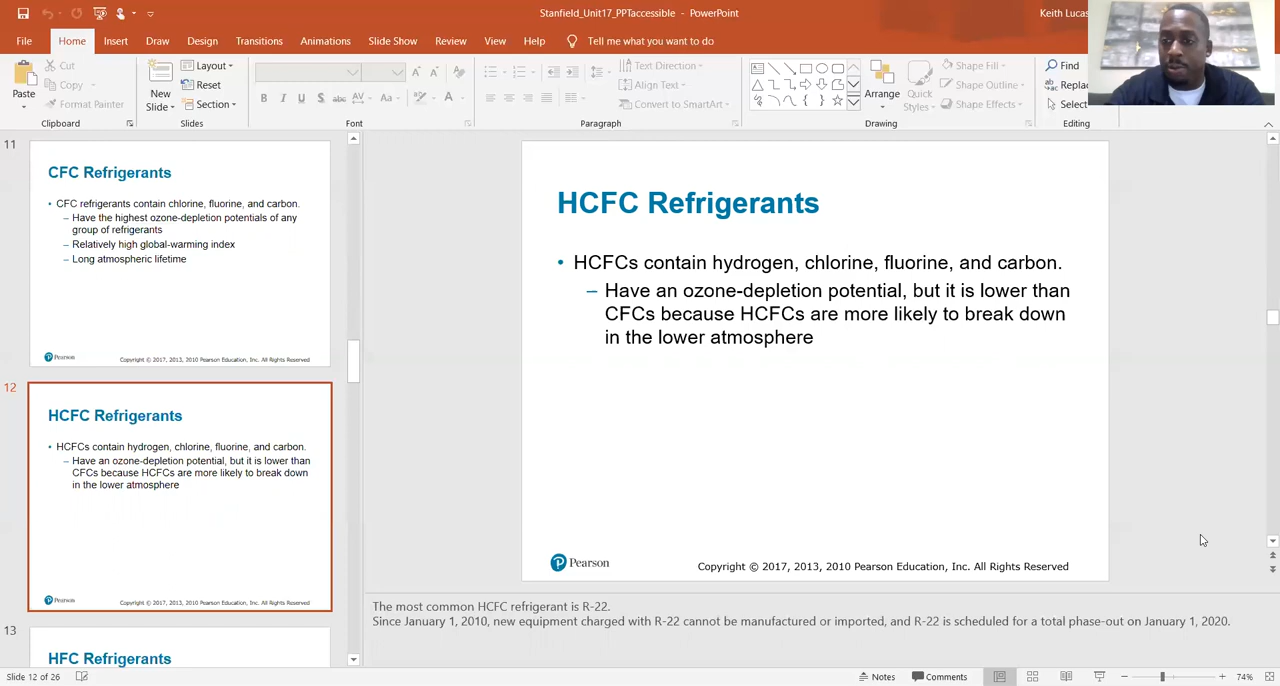 Stanfield_Unit17_PPTaccessible - PowerPoint
Keith Lucas
File Home Insert Draw Design Transitions Animations Slide Show Review View Help Tell me what you want to do
Paste
Cut
Copy
Format Painter
Clipboard
New
Slide
Layout
Reset
Section
Slides
B I U S abc AV Aa A
Font
Text Direction
Align Text
Convert to SmartArt
Paragraph
Arrange
Quick
Styles
Shape Fill
Shape Outline
Shape Effects
Drawing
Find
Replac
Select
Editing
11
CFC Refrigerants
• CFC refrigerants contain chlorine, fluorine, and carbon.
– Have the highest ozone-depletion potentials of any
group of refrigerants
– Relatively high global-warming index
– Long atmospheric lifetime
Pearson
Copyright © 2017, 2013, 2010 Pearson Education, Inc. All Rights Reserved
12
HCFC Refrigerants
• HCFCs contain hydrogen, chlorine, fluorine, and carbon.
– Have an ozone-depletion potential, but it is lower than
CFCs because HCFCs are more likely to break down
in the lower atmosphere
Pearson
Copyright © 2017, 2013, 2010 Pearson Education, Inc. All Rights Reserved
13
HFC Refrigerants
HCFC Refrigerants
• HCFCs contain hydrogen, chlorine, fluorine, and carbon.
– Have an ozone-depletion potential, but it is lower than
CFCs because HCFCs are more likely to break down
in the lower atmosphere
Pearson
Copyright © 2017, 2013, 2010 Pearson Education, Inc. All Rights Reserved
The most common HCFC refrigerant is R-22.
Since January 1, 2010, new equipment charged with R-22 cannot be manufactured or imported, and R-22 is scheduled for a total phase-out on January 1, 2020.
Slide 12 of 26
Notes
Comments
74%